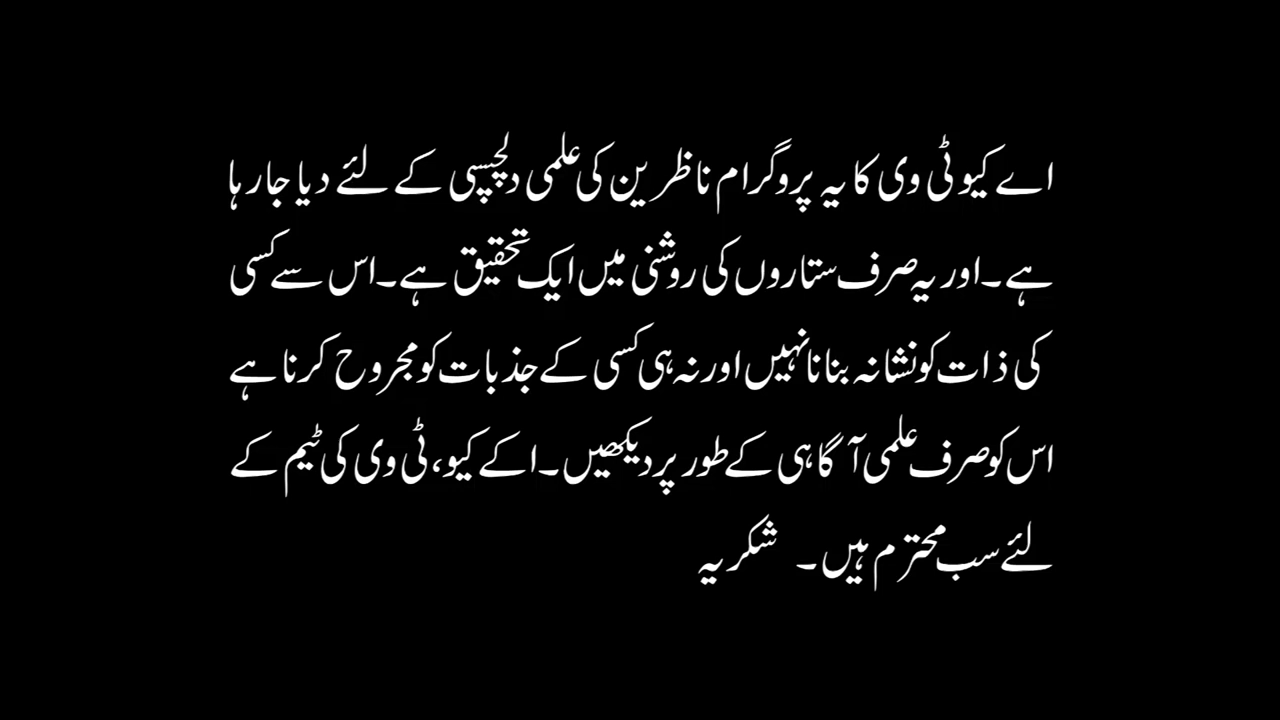 اے کیو ٹی وی کا یہ پروگرام ناظرین کی علمی دلچسپی کے لئے دیا جارہا
ہے۔ اور یہ صرف ستاروں کی روشنی میں ایک تحقیق ہے۔ اس سے کسی
کی ذات کو نشانہ بنانا نہیں اور نہ ہی کسی کے جذبات کو مجروح کرنا ہے
اس کو صرف علمی آگاہی کے طور پر دیکھیں۔ اکے کیو، ٹی وی کی ٹیم کے
لئے سب محترم ہیں۔ شکریہ